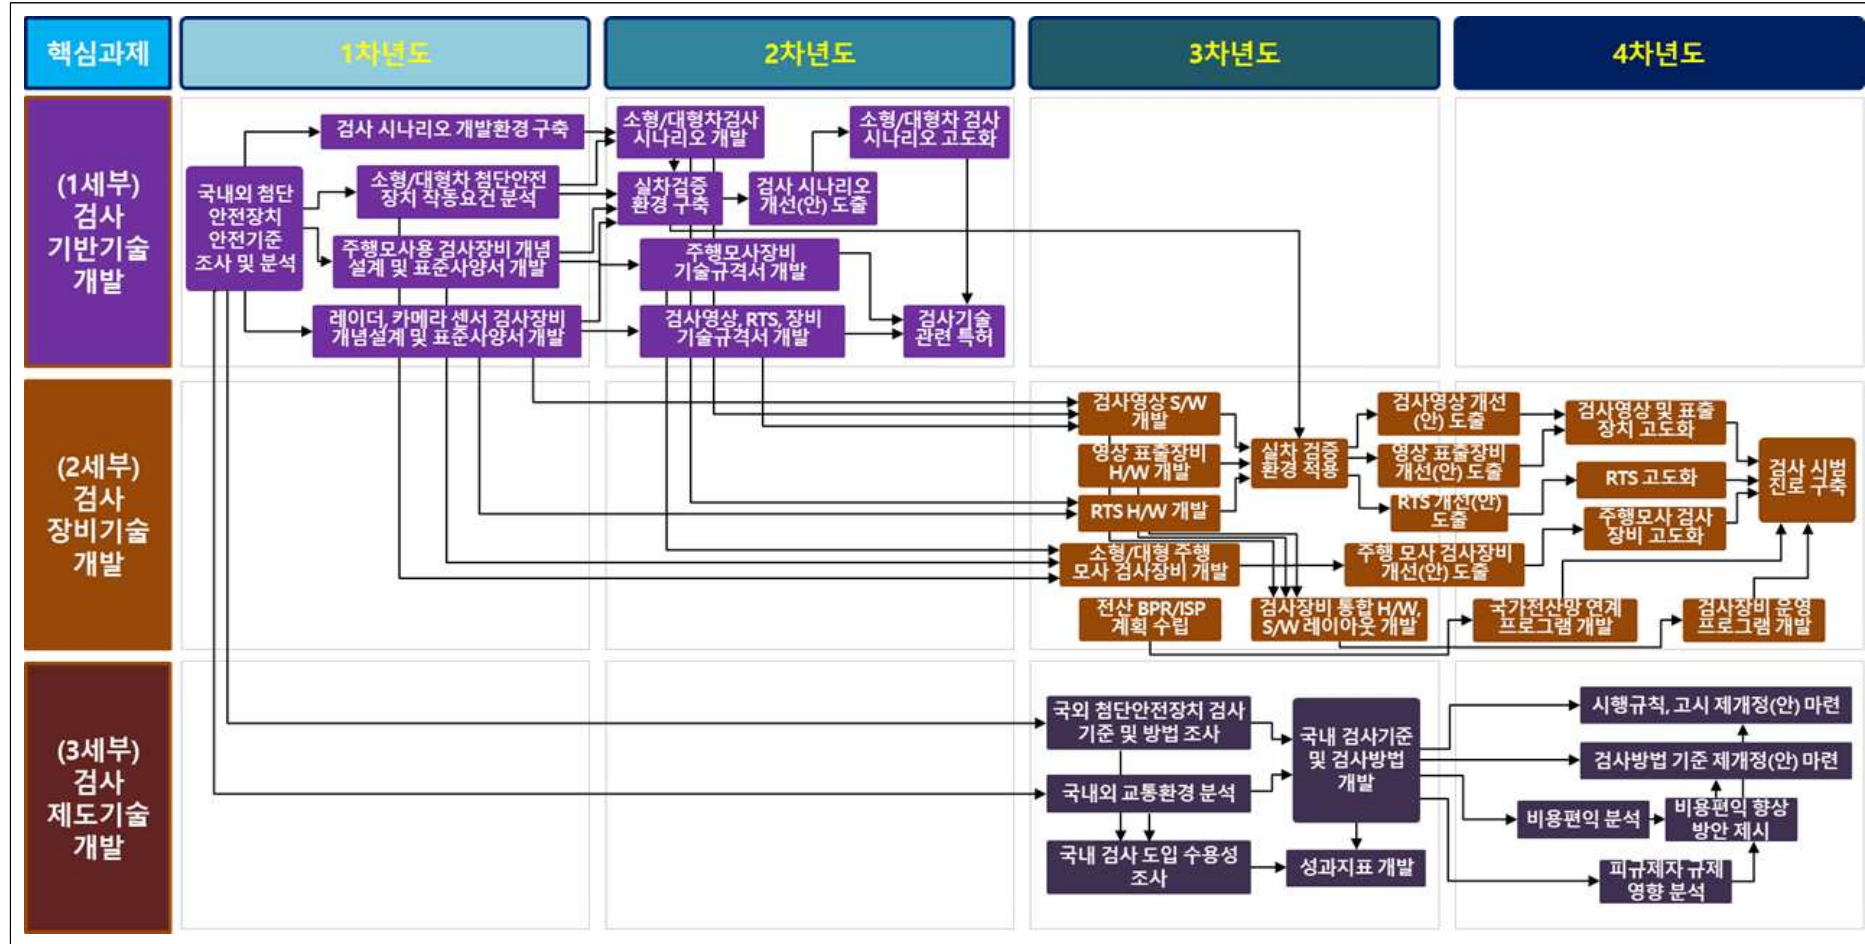 핵심과제
1차년도
2차년도
3차년도
4차년도
(1세부)
검사
기반기술
개발
국내외 첨단
안전장치
안전기준
조사 및 분석
검사 시나리오 개발환경 구축
소형/대형차 첨단안전
장치 작동요건 분석
주행모사용 검사장비 개념
설계 및 표준사양서 개발
레이더, 카메라 센서 검사장비
개념설계 및 표준사양서 개발
소형/대형차검사
시나리오 개발
실차검증
환경 구축
검사 시나리오
개선(안) 도출
소형/대형차 검사
시나리오 고도화
주행모사장비
기술규격서 개발
검사영상, RTS, 장비
기술규격서 개발
검사기술
관련 특허
(2세부)
검사
장비기술
개발
검사영상 S/W
개발
영상 표출장비
H/W 개발
RTS H/W 개발
소형/대형 주행
모사 검사장비 개발
전산 BPR/ISP
계획 수립
실차 검증
환경 적용
검사장비 통합 H/W,
S/W 레이아웃 개발
검사영상 개선
(안) 도출
영상 표출장비
개선(안) 도출
RTS 개선(안)
도출
주행 모사 검사장비
개선(안) 도출
검사영상 및 표출
장치 고도화
RTS 고도화
주행모사 검사
장비 고도화
국가전산망 연계
프로그램 개발
검사장비 운영
프로그램 개발
검사 시범
진로 구축
(3세부)
검사
제도기술
개발
국외 첨단안전장치 검사
기준 및 방법 조사
국내외 교통환경 분석
국내 검사 도입 수용성
조사
국내 검사기준
및 검사방법
개발
성과지표 개발
시행규칙, 고시 제개정(안) 마련
검사방법 기준 제개정(안) 마련
비용편익 분석
비용편익 향상
방안 제시
피규제자 규제
영향 분석